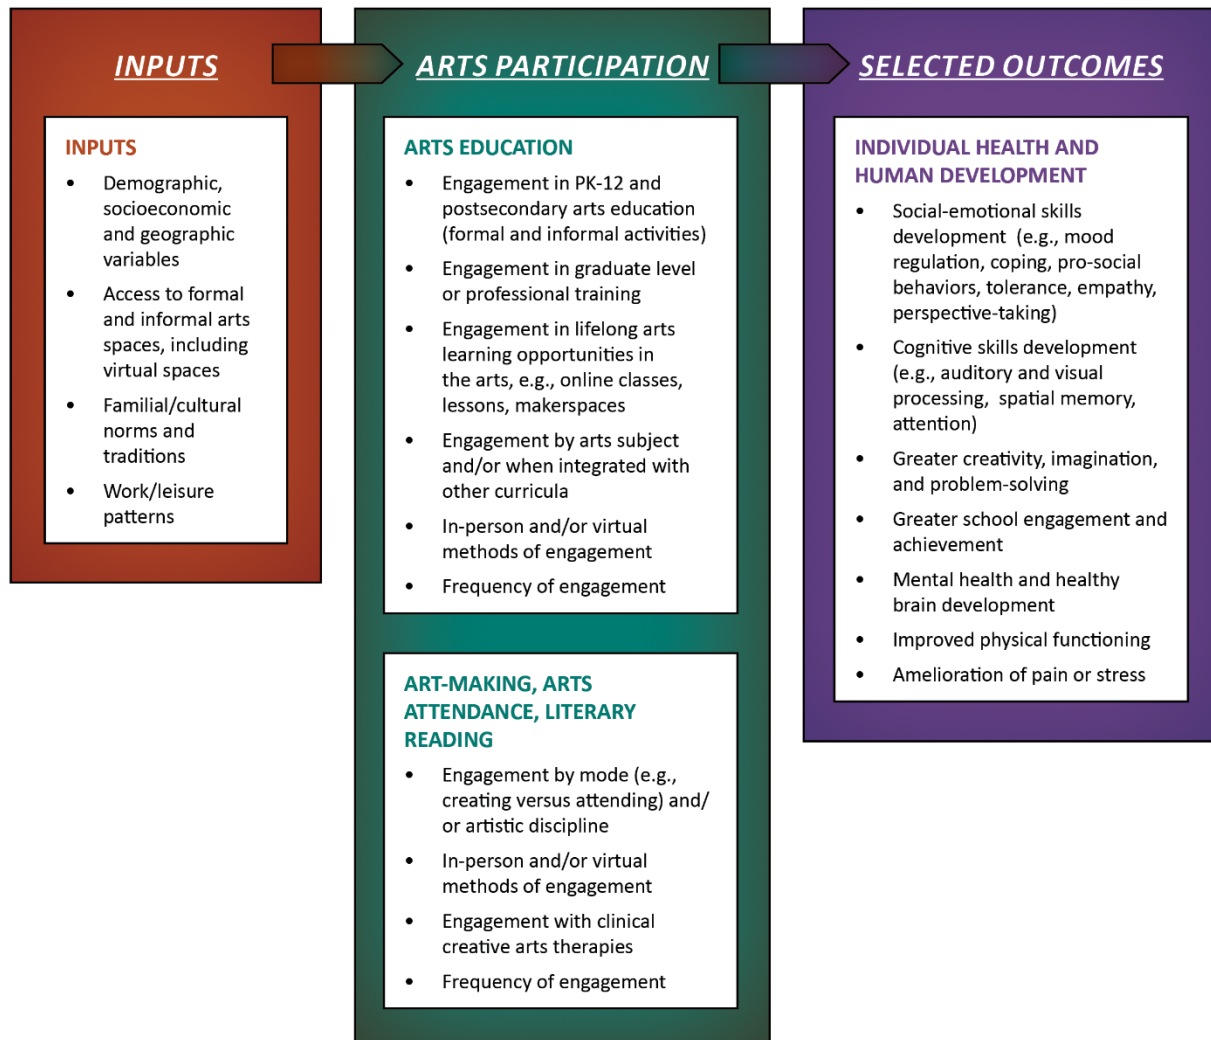 INPUTS
INPUTS
• Demographic,
socioeconomic
and geographic
variables
• Access to formal
and informal arts
spaces, including
virtual spaces
• Familial/cultural
norms and
traditions
• Work/leisure
patterns
ARTS PARTICIPATION
ARTS EDUCATION
• Engagement in PK-12 and
postsecondary arts education
(formal and informal activities)
• Engagement in graduate level
or professional training
• Engagement in lifelong arts
learning opportunities in
the arts, e.g., online classes,
lessons, makerspaces
• Engagement by arts subject
and/or when integrated with
other curricula
• In-person and/or virtual
methods of engagement
• Frequency of engagement
ART-MAKING, ARTS
ATTENDANCE, LITERARY
READING
• Engagement by mode (e.g.,
creating versus attending) and/
or artistic discipline
• In-person and/or virtual
methods of engagement
• Engagement with clinical
creative arts therapies
• Frequency of engagement
SELECTED OUTCOMES
INDIVIDUAL HEALTH AND
HUMAN DEVELOPMENT
• Social-emotional skills
development (e.g., mood
regulation, coping, pro-social
behaviors, tolerance, empathy,
perspective-taking)
• Cognitive skills development
(e.g., auditory and visual
processing, spatial memory,
attention)
• Greater creativity, imagination,
and problem-solving
• Greater school engagement and
achievement
• Mental health and healthy
brain development
• Improved physical functioning
• Amelioration of pain or stress